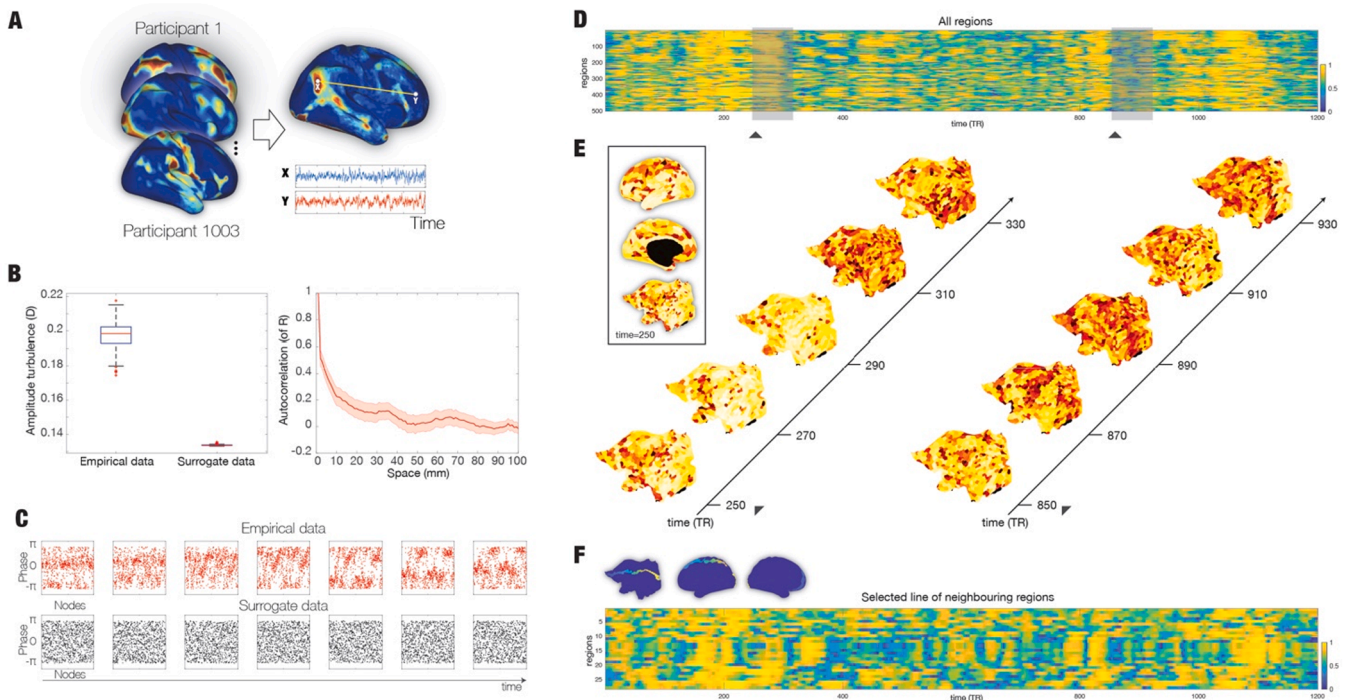 A
Participant 1
X
Y
X
Y
Time
Participant 1003
B
Amplitude turbulence (D)
0.22
0.2
0.18
0.16
0.14
Empirical data
Surrogate data
Autocorrelation (of R)
1
0.8
0.6
0.4
0.2
0
-0.2
0 10 20 30 40 50 60 70 80 90 100
Space (mm)
C
Empirical data
Phase
π
0
-π
Nodes
Surrogate data
Phase
π
0
-π
Nodes
time
D
All regions
regions
100
200
300
400
500
200 400 600 800 1000 1200
time (TR)
1
0.5
0
E
time=250
330
310
290
270
250
time (TR)
930
910
890
870
850
time (TR)
F
Selected line of neighbouring regions
regions
5
10
15
20
25
200 400 600 800 1000 1200
time (TR)
1
0.5
0